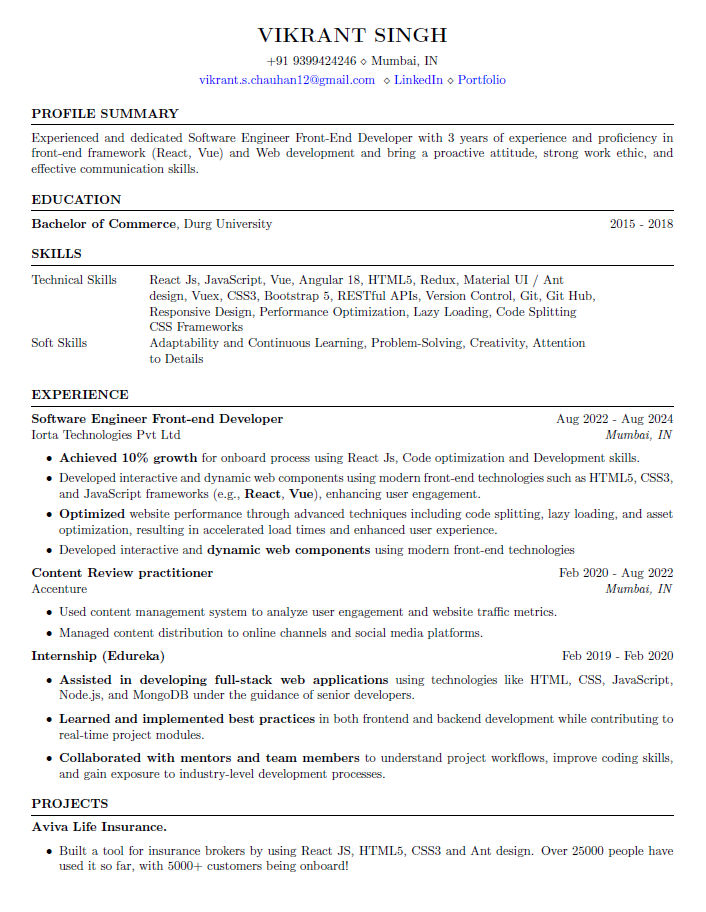 VIKRANT SINGH
+91 9399424246 ⋄ Mumbai, IN
vikrant.s.chauhan12@gmail.com ⋄ LinkedIn ⋄ Portfolio
PROFILE SUMMARY
Experienced and dedicated Software Engineer Front-End Developer with 3 years of experience and proficiency in
front-end framework (React, Vue) and Web development and bring a proactive attitude, strong work ethic, and
effective communication skills.
EDUCATION
Bachelor of Commerce, Durg University 2015 - 2018
SKILLS
Technical Skills React Js, JavaScript, Vue, Angular 18, HTML5, Redux, Material UI / Ant
design, Vuex, CSS3, Bootstrap 5, RESTful APIs, Version Control, Git, Git Hub,
Responsive Design, Performance Optimization, Lazy Loading, Code Splitting
CSS Frameworks
Soft Skills Adaptability and Continuous Learning, Problem-Solving, Creativity, Attention
to Details
EXPERIENCE
Software Engineer Front-end Developer Aug 2022 - Aug 2024
Iorta Technologies Pvt Ltd Mumbai, IN
• Achieved 10% growth for onboard process using React Js, Code optimization and Development skills.
• Developed interactive and dynamic web components using modern front-end technologies such as HTML5, CSS3,
and JavaScript frameworks (e.g., React, Vue), enhancing user engagement.
• Optimized website performance through advanced techniques including code splitting, lazy loading, and asset
optimization, resulting in accelerated load times and enhanced user experience.
• Developed interactive and dynamic web components using modern front-end technologies
Content Review practitioner Feb 2020 - Aug 2022
Accenture Mumbai, IN
• Used content management system to analyze user engagement and website traffic metrics.
• Managed content distribution to online channels and social media platforms.
Internship (Edureka) Feb 2019 - Feb 2020
• Assisted in developing full-stack web applications using technologies like HTML, CSS, JavaScript,
Node.js, and MongoDB under the guidance of senior developers.
• Learned and implemented best practices in both frontend and backend development while contributing to
real-time project modules.
• Collaborated with mentors and team members to understand project workflows, improve coding skills,
and gain exposure to industry-level development processes.
PROJECTS
Aviva Life Insurance.
• Built a tool for insurance brokers by using React JS, HTML5, CSS3 and Ant design. Over 25000 people have
used it so far, with 5000+ customers being onboard!